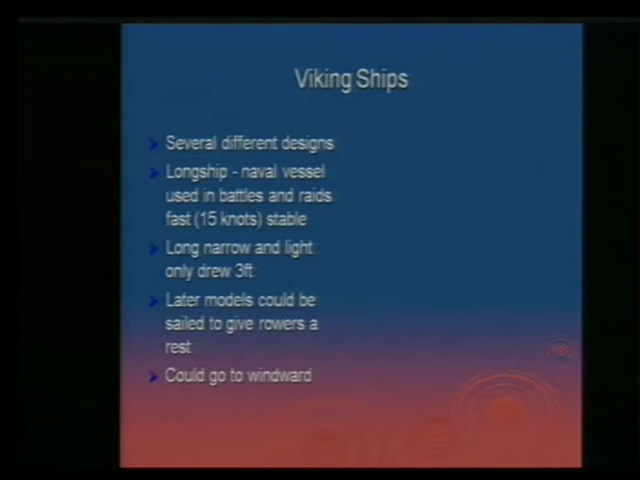 Viking Ships
Several different designs
Longship - naval vessel
used in battles and raids
fast (15 knots) stable
Long narrow and light
only drew 3ft
Later models could be
sailed to give rowers a
rest
Could go to windward